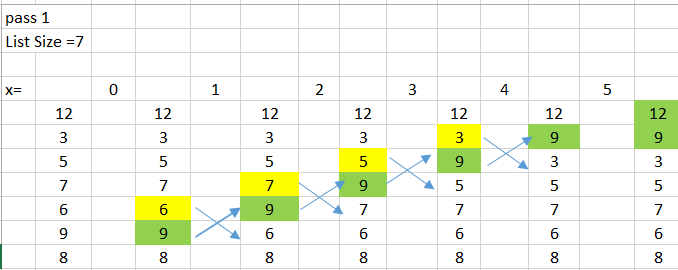 pass 1
List Size =7
x= 0 1 2 3 4 5
12 12 12 12 12 12 12
3 3 3 3 3 9 9
5 5 5 5 9 3 3
7 7 7 9 5 5 5
6 6 9 7 7 7 7
9 9 6 6 6 6 6
8 8 8 8 8 8 8